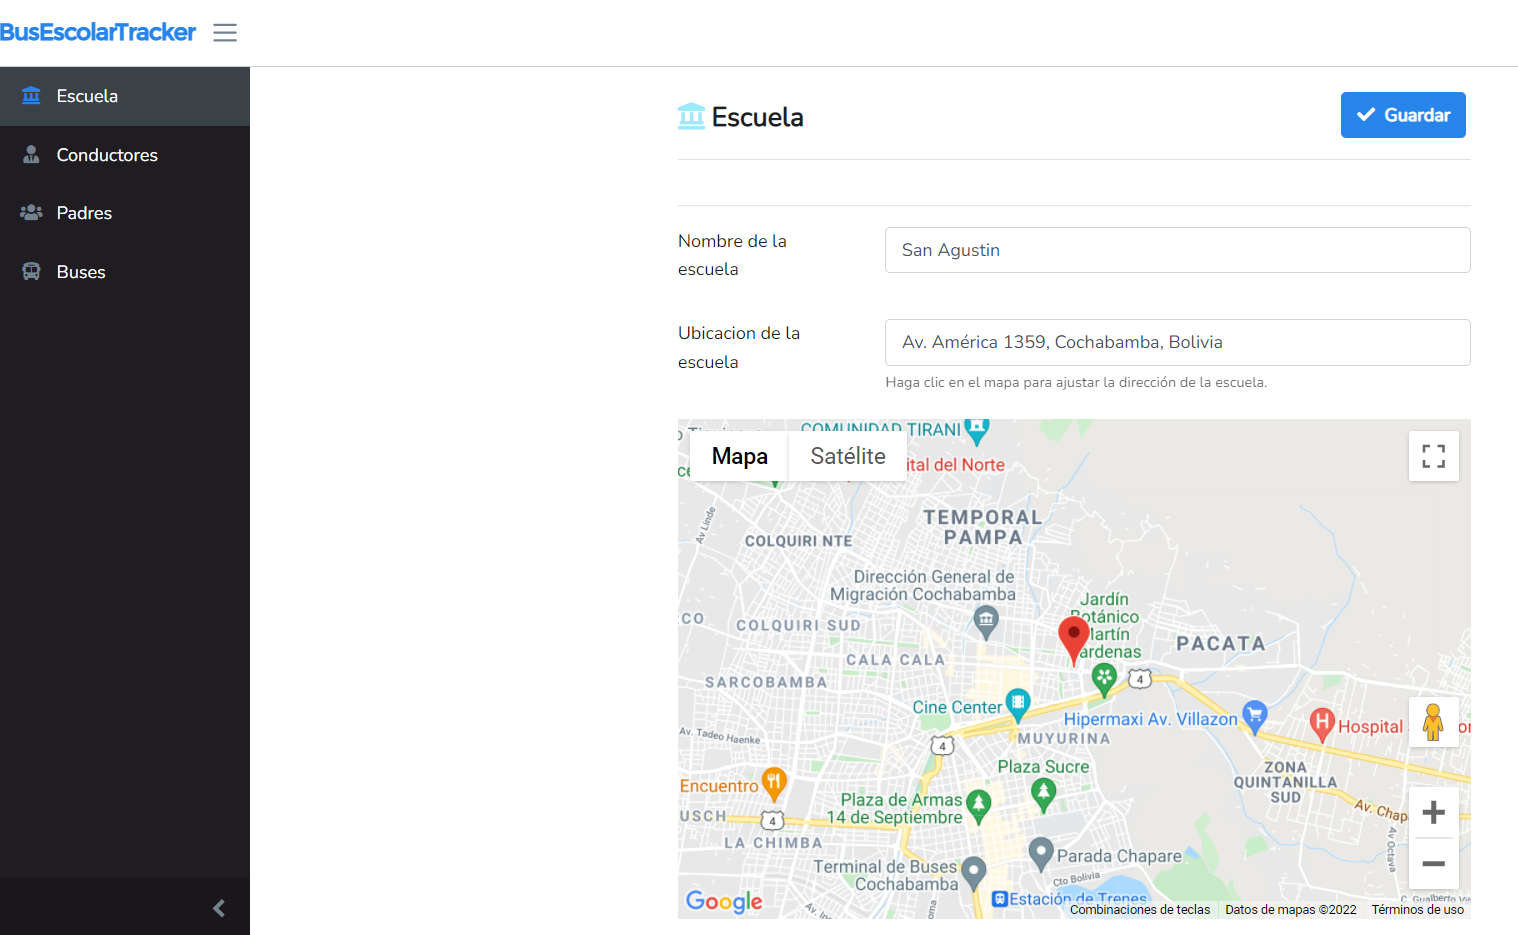 BusEscolarTracker
Escuela
Conductores
Padres
Buses
Escuela
Guardar
Nombre de la
escuela
San Agustin
Ubicacion de la
escuela
Av. América 1359, Cochabamba, Bolivia
Haga clic en el mapa para ajustar la dirección de la escuela.
COMUNIDAD TIRANI
Mapa
Satélite
ital del Norte
Av Linde
TEMPORAL
PAMPA
COLQUIRI NTE
Dirección General de
Migración Cochabamba
Jardín
Botánico
Martín
Cardenas
CO
COLQUIRI SUD
PACATA
CALA CALA
SARCOBAMBA
4
Cine Center
Hipermaxi Av. Villazon
Hospital
Av. Tadeo Haenke
4
MUYURINA
Plaza Sucre
ZONA
QUINTANILLA
SUD
Encuentro
Plaza de Armas
14 de Septiembre
USCH
4
Av. Chap
LA CHIMBA
Av Octava
Parada Chapare
Terminal de Buses
Cochabamba
Cto Bolivia
Estación de Trenes
Google
Combinaciones de teclas
Datos de mapas ©2022
Términos de uso